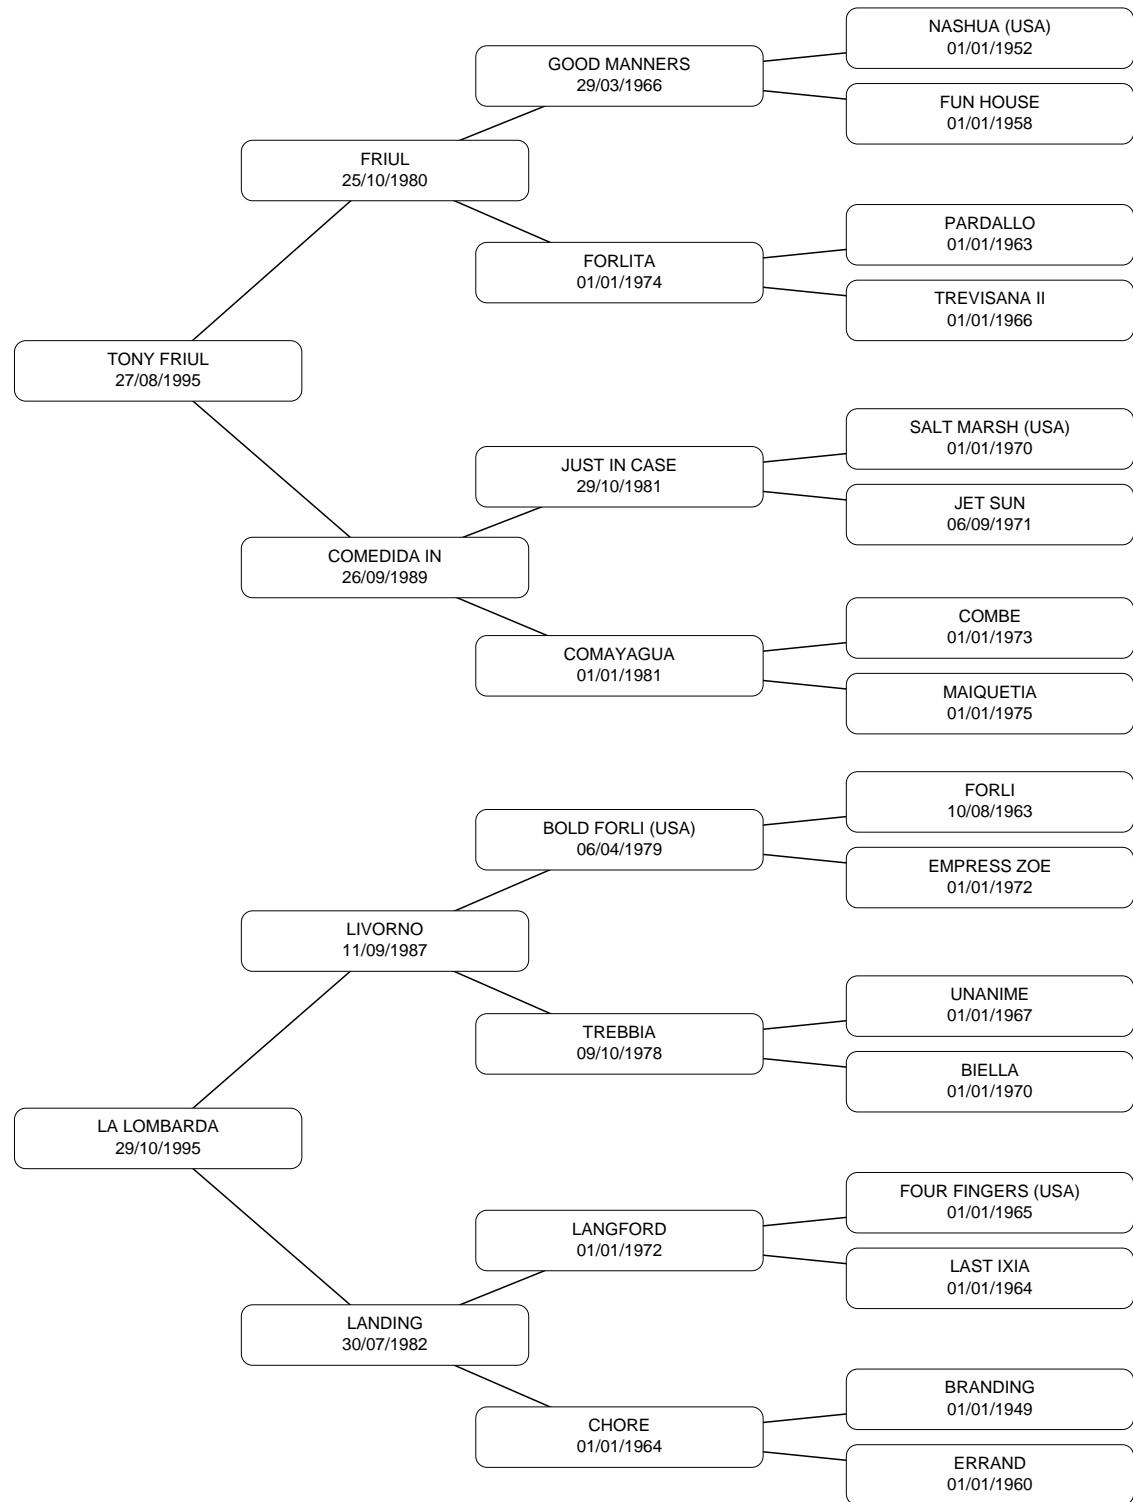 NASHUA (USA)
01/01/1952
GOOD MANNERS
29/03/1966
FUN HOUSE
01/01/1958
FRIUL
25/10/1980
PARDALLO
01/01/1963
FORLITA
01/01/1974
TREVISANA II
01/01/1966
TONY FRIUL
27/08/1995
SALT MARSH (USA)
01/01/1970
JUST IN CASE
29/10/1981
JET SUN
06/09/1971
COMEDIDA IN
26/09/1989
COMBE
01/01/1973
COMAYAGUA
01/01/1981
MAIQUETIA
01/01/1975
FORLI
10/08/1963
BOLD FORLI (USA)
06/04/1979
EMPRESS ZOE
01/01/1972
LIVORNO
11/09/1987
UNANIME
01/01/1967
TREBBIA
09/10/1978
BIELLA
01/01/1970
LA LOMBARDA
29/10/1995
FOUR FINGERS (USA)
01/01/1965
LANGFORD
01/01/1972
LAST IXIA
01/01/1964
LANDING
30/07/1982
BRANDING
01/01/1949
CHORE
01/01/1964
ERRAND
01/01/1960